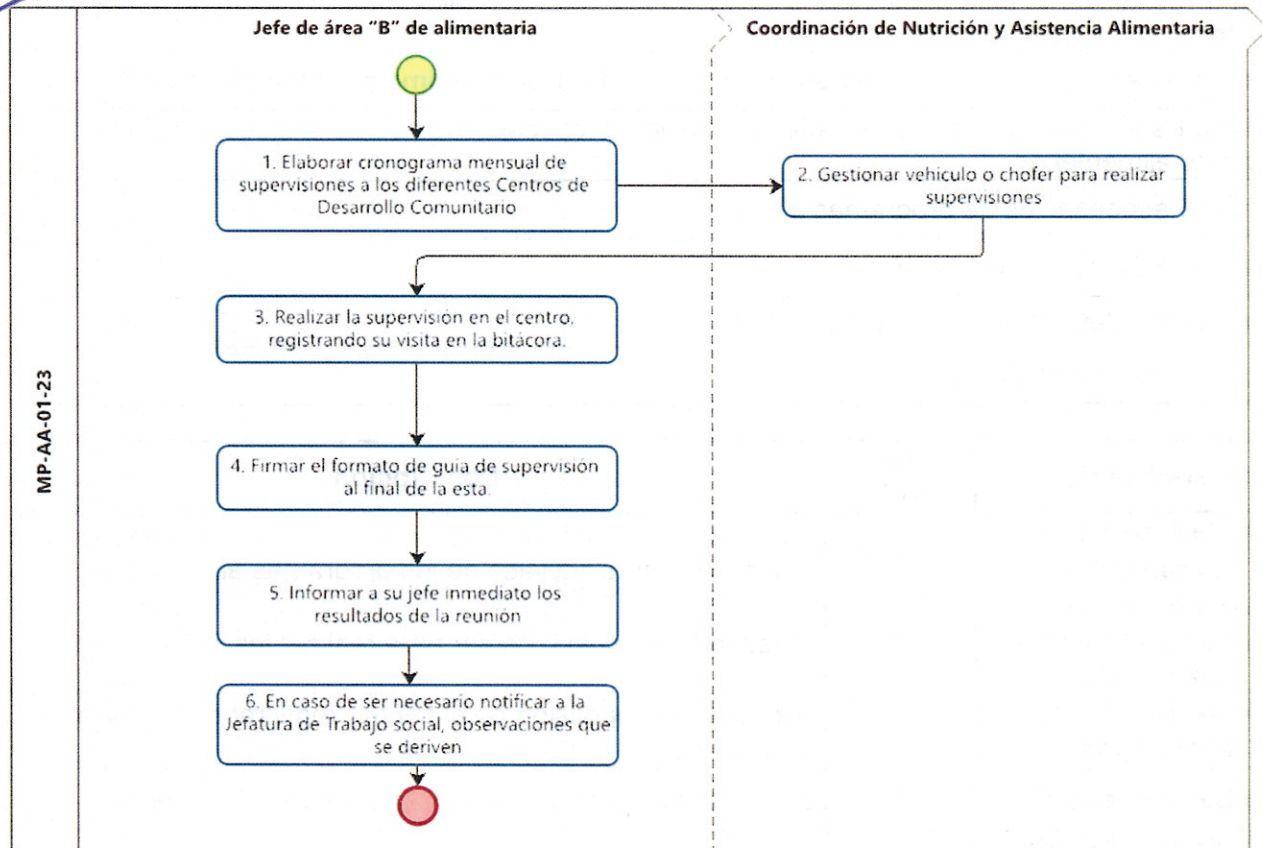 Jefe de área "B" de alimentaria
Coordinación de Nutrición y Asistencia Alimentaria
MP-AA-01-23
1. Elaborar cronograma mensual de
supervisiones a los diferentes Centros de
Desarrollo Comunitario
2. Gestionar vehiculo o chofer para realizar
supervisiones
3. Realizar la supervisión en el centro,
registrando su visita en la bitácora.
4. Firmar el formato de guía de supervisión
al final de la esta.
5. Informar a su jefe inmediato los
resultados de la reunión
6. En caso de ser necesario notificar a la
Jefatura de Trabajo social, observaciones que
se deriven